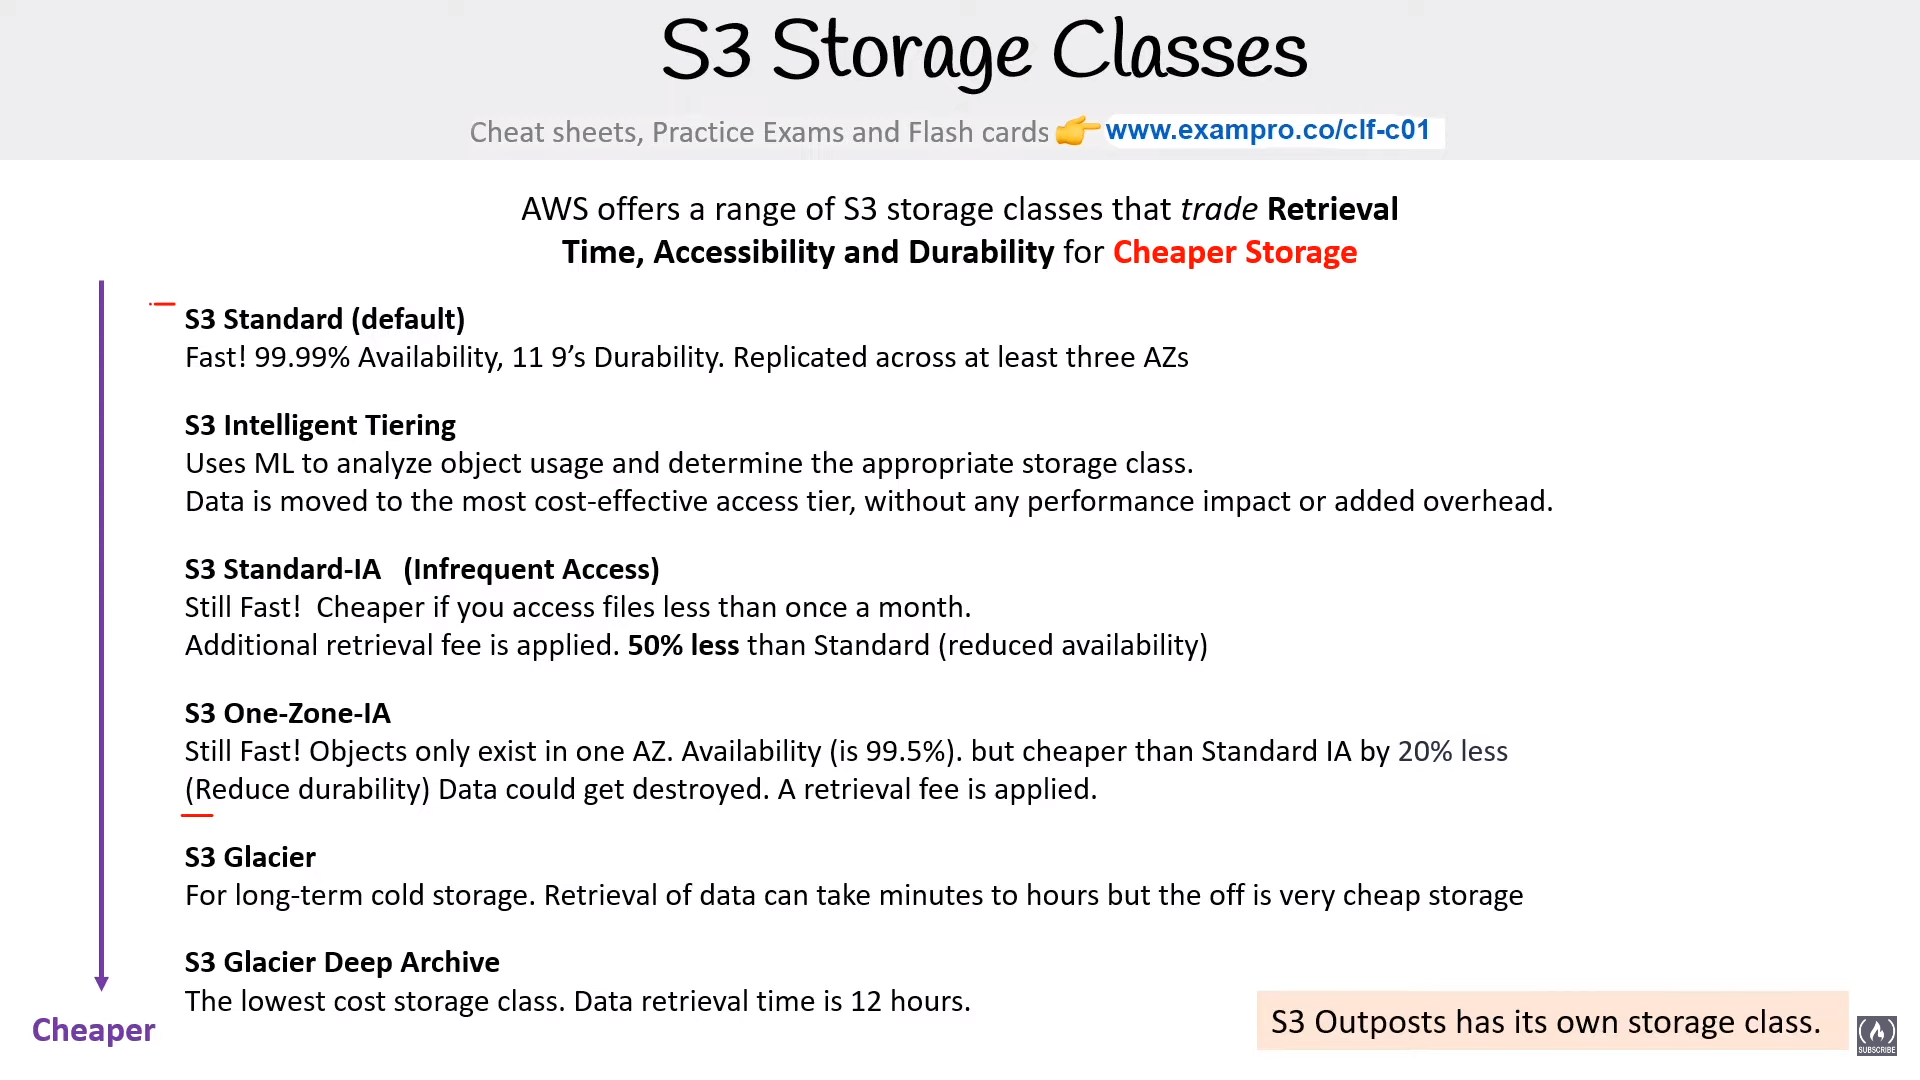 S3 Storage Classes
Cheat sheets, Practice Exams and Flash cards www.exampro.co/clf-c01
AWS offers a range of S3 storage classes that trade Retrieval
Time, Accessibility and Durability for Cheaper Storage
S3 Standard (default)
Fast! 99.99% Availability, 11 9’s Durability. Replicated across at least three AZs
S3 Intelligent Tiering
Uses ML to analyze object usage and determine the appropriate storage class.
Data is moved to the most cost-effective access tier, without any performance impact or added overhead.
S3 Standard-IA (Infrequent Access)
Still Fast! Cheaper if you access files less than once a month.
Additional retrieval fee is applied. 50% less than Standard (reduced availability)
S3 One-Zone-IA
Still Fast! Objects only exist in one AZ. Availability (is 99.5%). but cheaper than Standard IA by 20% less
(Reduce durability) Data could get destroyed. A retrieval fee is applied.
S3 Glacier
For long-term cold storage. Retrieval of data can take minutes to hours but the off is very cheap storage
S3 Glacier Deep Archive
The lowest cost storage class. Data retrieval time is 12 hours.
Cheaper
S3 Outposts has its own storage class.
SUBSCRIBE